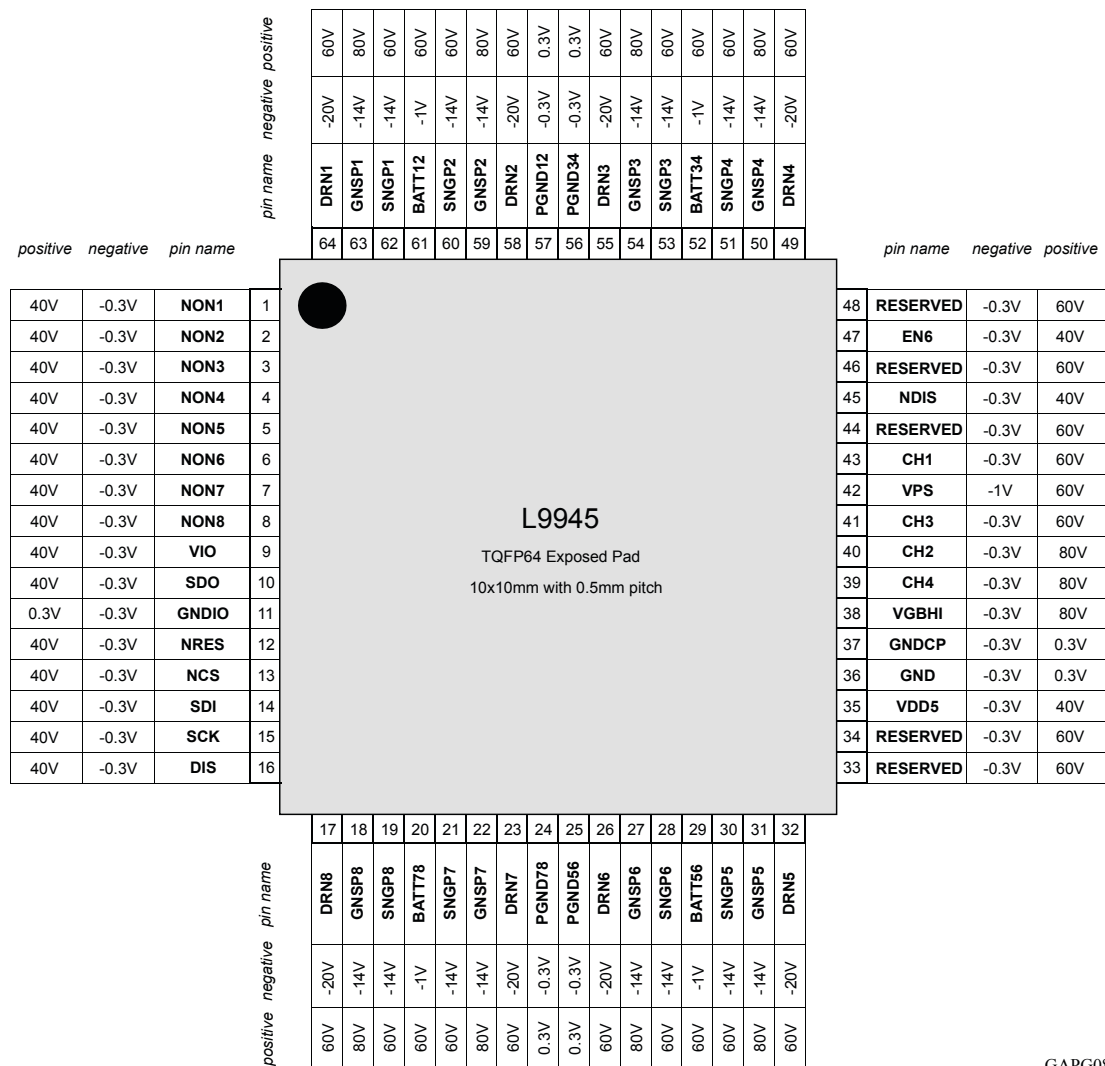 positive 60V 80V 60V 60V 60V 80V 60V 0.3V 0.3V 60V 80V 60V 60V 60V 80V 60V
negative -20V -14V -14V -1V -14V -14V -20V -0.3V -0.3V -20V -14V -14V -1V -14V -14V -20V
pin name DRN1 GNSP1 SNGP1 BATT12 SNGP2 GNSP2 DRN2 PGND12 PGND34 DRN3 GNSP3 SNGP3 BATT34 SNGP4 GNSP4 DRN4
64 63 62 61 60 59 58 57 56 55 54 53 52 51 50 49
positive negative pin name
40V -0.3V NON1 1
40V -0.3V NON2 2
40V -0.3V NON3 3
40V -0.3V NON4 4
40V -0.3V NON5 5
40V -0.3V NON6 6
40V -0.3V NON7 7
40V -0.3V NON8 8
40V -0.3V VIO 9
40V -0.3V SDO 10
0.3V -0.3V GNDIO 11
40V -0.3V NRES 12
40V -0.3V NCS 13
40V -0.3V SDI 14
40V -0.3V SCK 15
40V -0.3V DIS 16
L9945
TQFP64 Exposed Pad
10x10mm with 0.5mm pitch
pin name negative positive
48 RESERVED -0.3V 60V
47 EN6 -0.3V 40V
46 RESERVED -0.3V 60V
45 NDIS -0.3V 40V
44 RESERVED -0.3V 60V
43 CH1 -0.3V 60V
42 VPS -1V 60V
41 CH3 -0.3V 60V
40 CH2 -0.3V 80V
39 CH4 -0.3V 80V
38 VGBHI -0.3V 80V
37 GNDCP -0.3V 0.3V
36 GND -0.3V 0.3V
35 VDD5 -0.3V 40V
34 RESERVED -0.3V 60V
33 RESERVED -0.3V 60V
17 18 19 20 21 22 23 24 25 26 27 28 29 30 31 32
pin name DRN8 GNSP8 SNGP8 BATT78 SNGP7 GNSP7 DRN7 PGND78 PGND56 DRN6 GNSP6 SNGP6 BATT56 SNGP5 GNSP5 DRN5
negative -20V -14V -14V -1V -14V -14V -20V -0.3V -0.3V -20V -14V -14V -1V -14V -14V -20V
positive 60V 80V 60V 60V 60V 80V 60V 0.3V 0.3V 60V 80V 60V 60V 60V 80V 60V